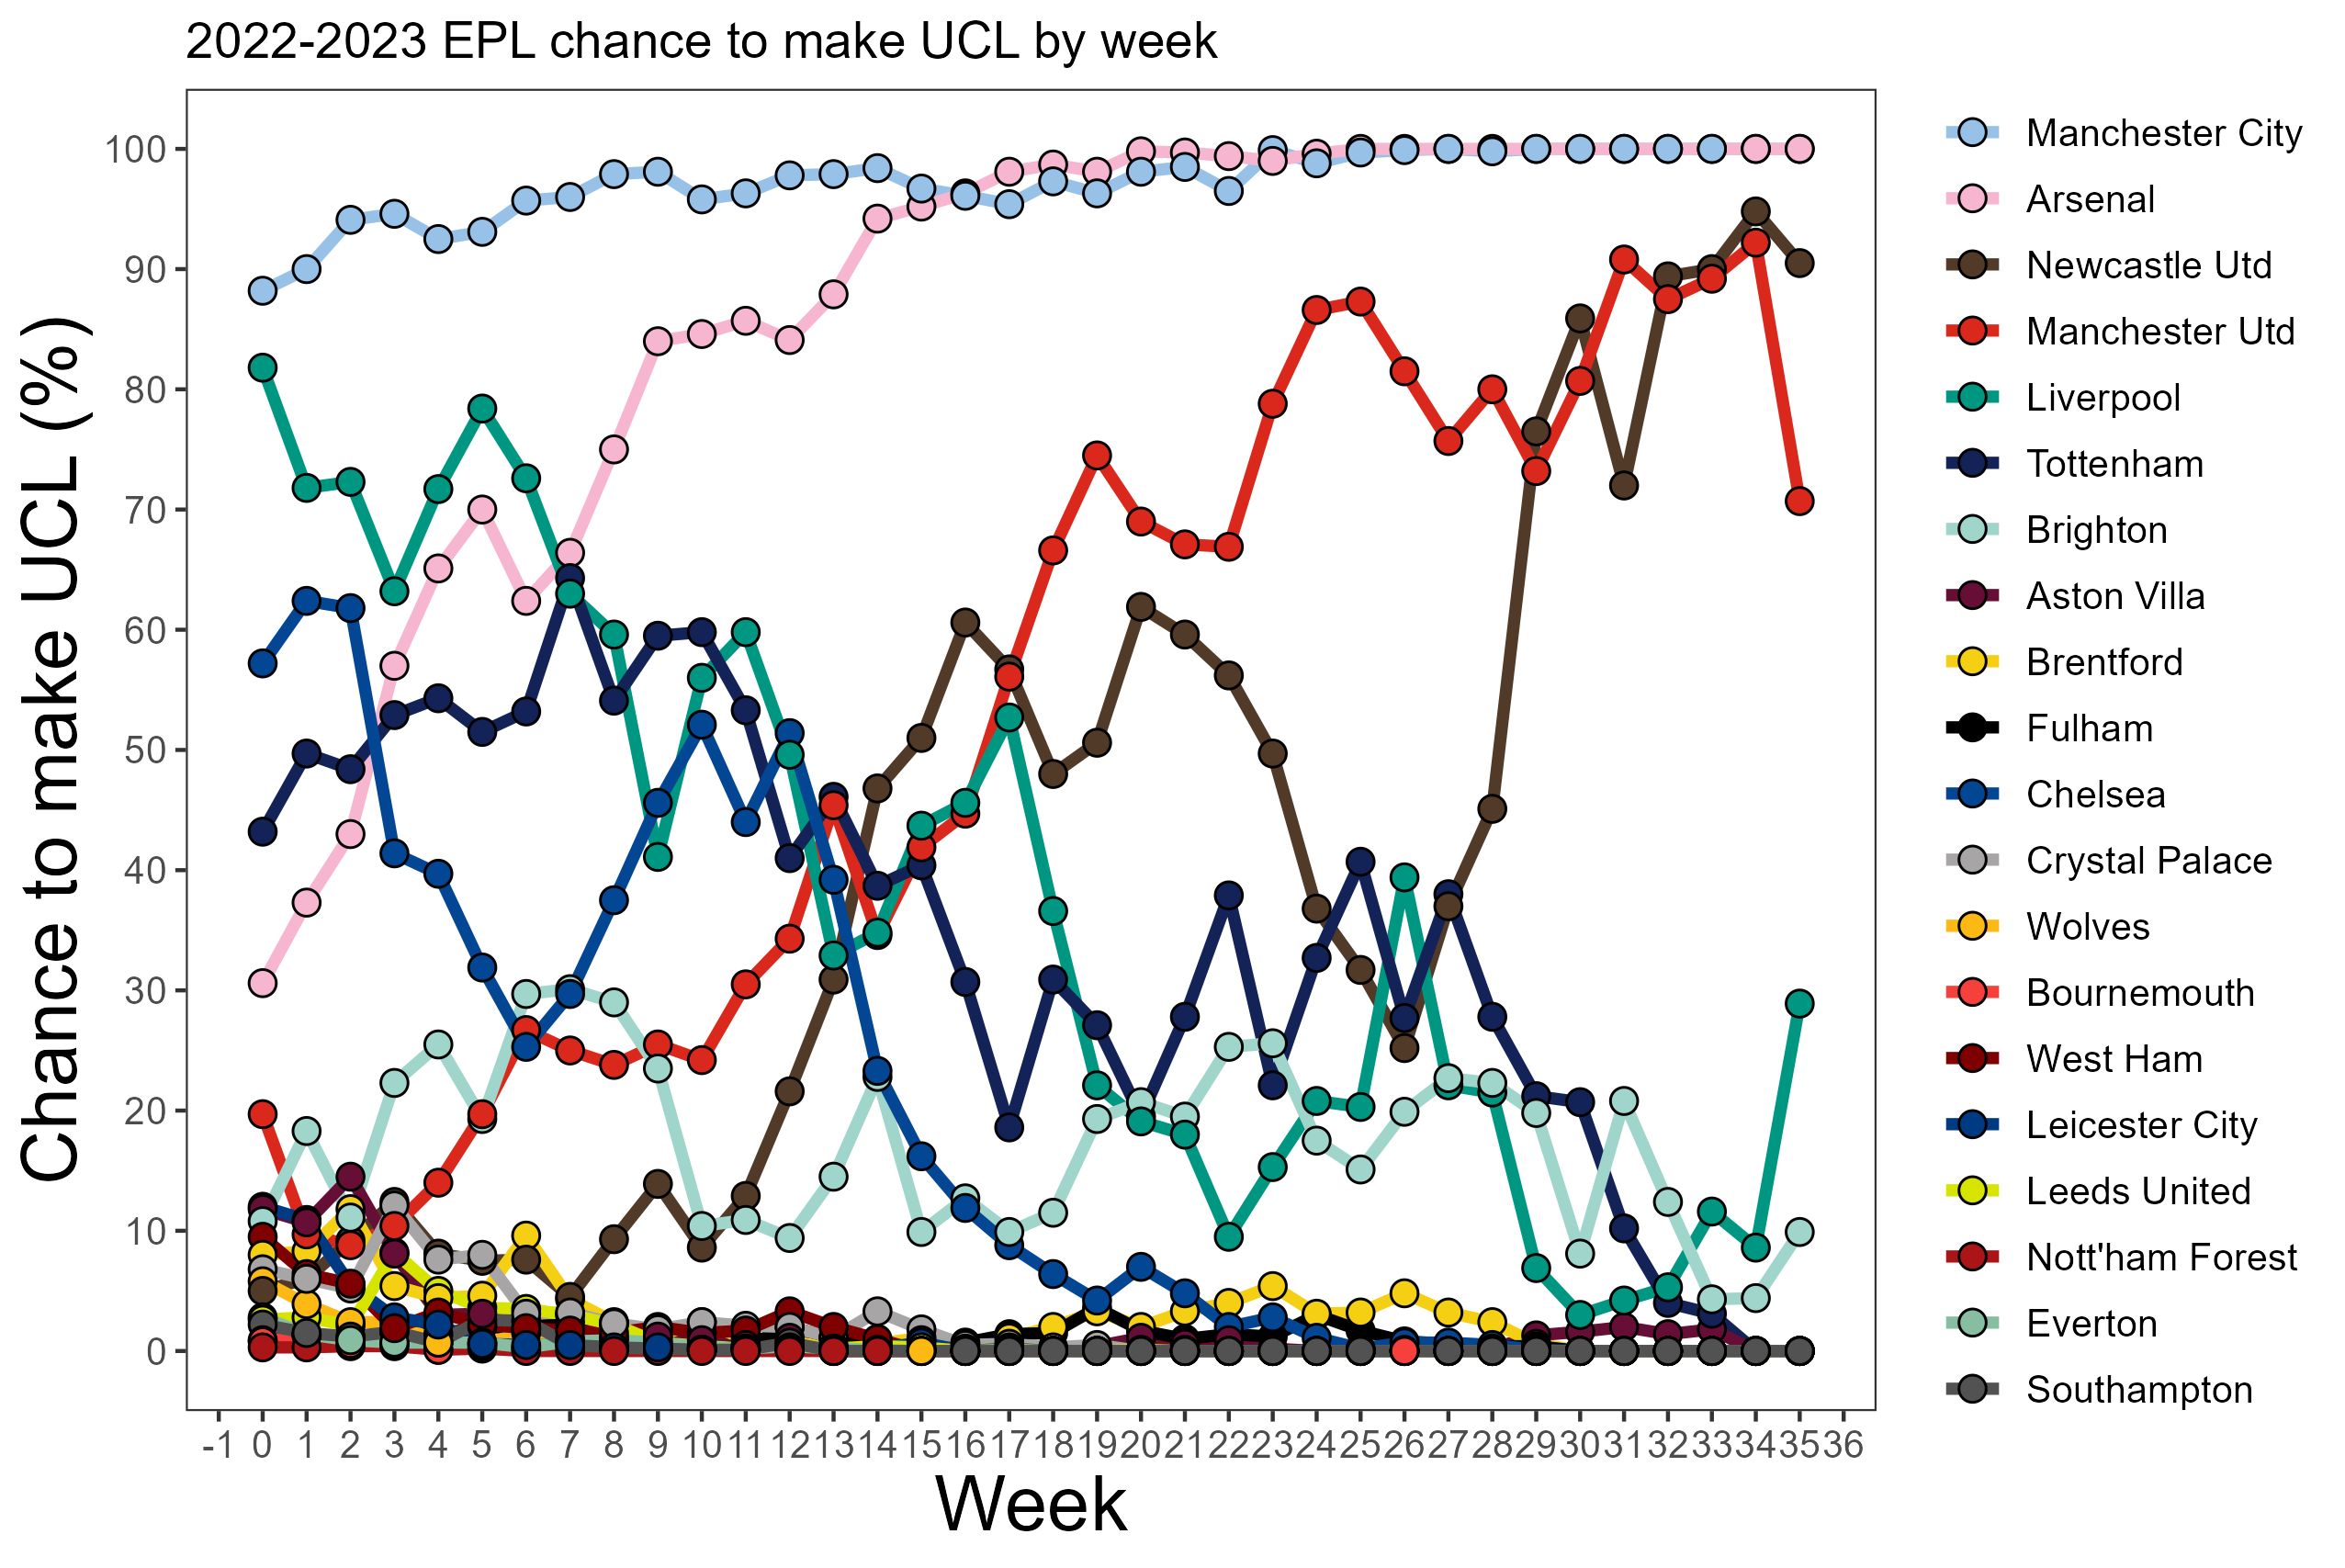 2022-2023 EPL chance to make UCL by week
Chance to make UCL (%)
100
90
80
70
60
50
40
30
20
10
0
-1 0 1 2 3 4 5 6 7 8 9 10 11 12 13 14 15 16 17 18 19 20 21 22 23 24 25 26 27 28 29 30 31 32 33 34 35 36
Week
Manchester City
Arsenal
Newcastle Utd
Manchester Utd
Liverpool
Tottenham
Brighton
Aston Villa
Brentford
Fulham
Chelsea
Crystal Palace
Wolves
Bournemouth
West Ham
Leicester City
Leeds United
Nott'ham Forest
Everton
Southampton